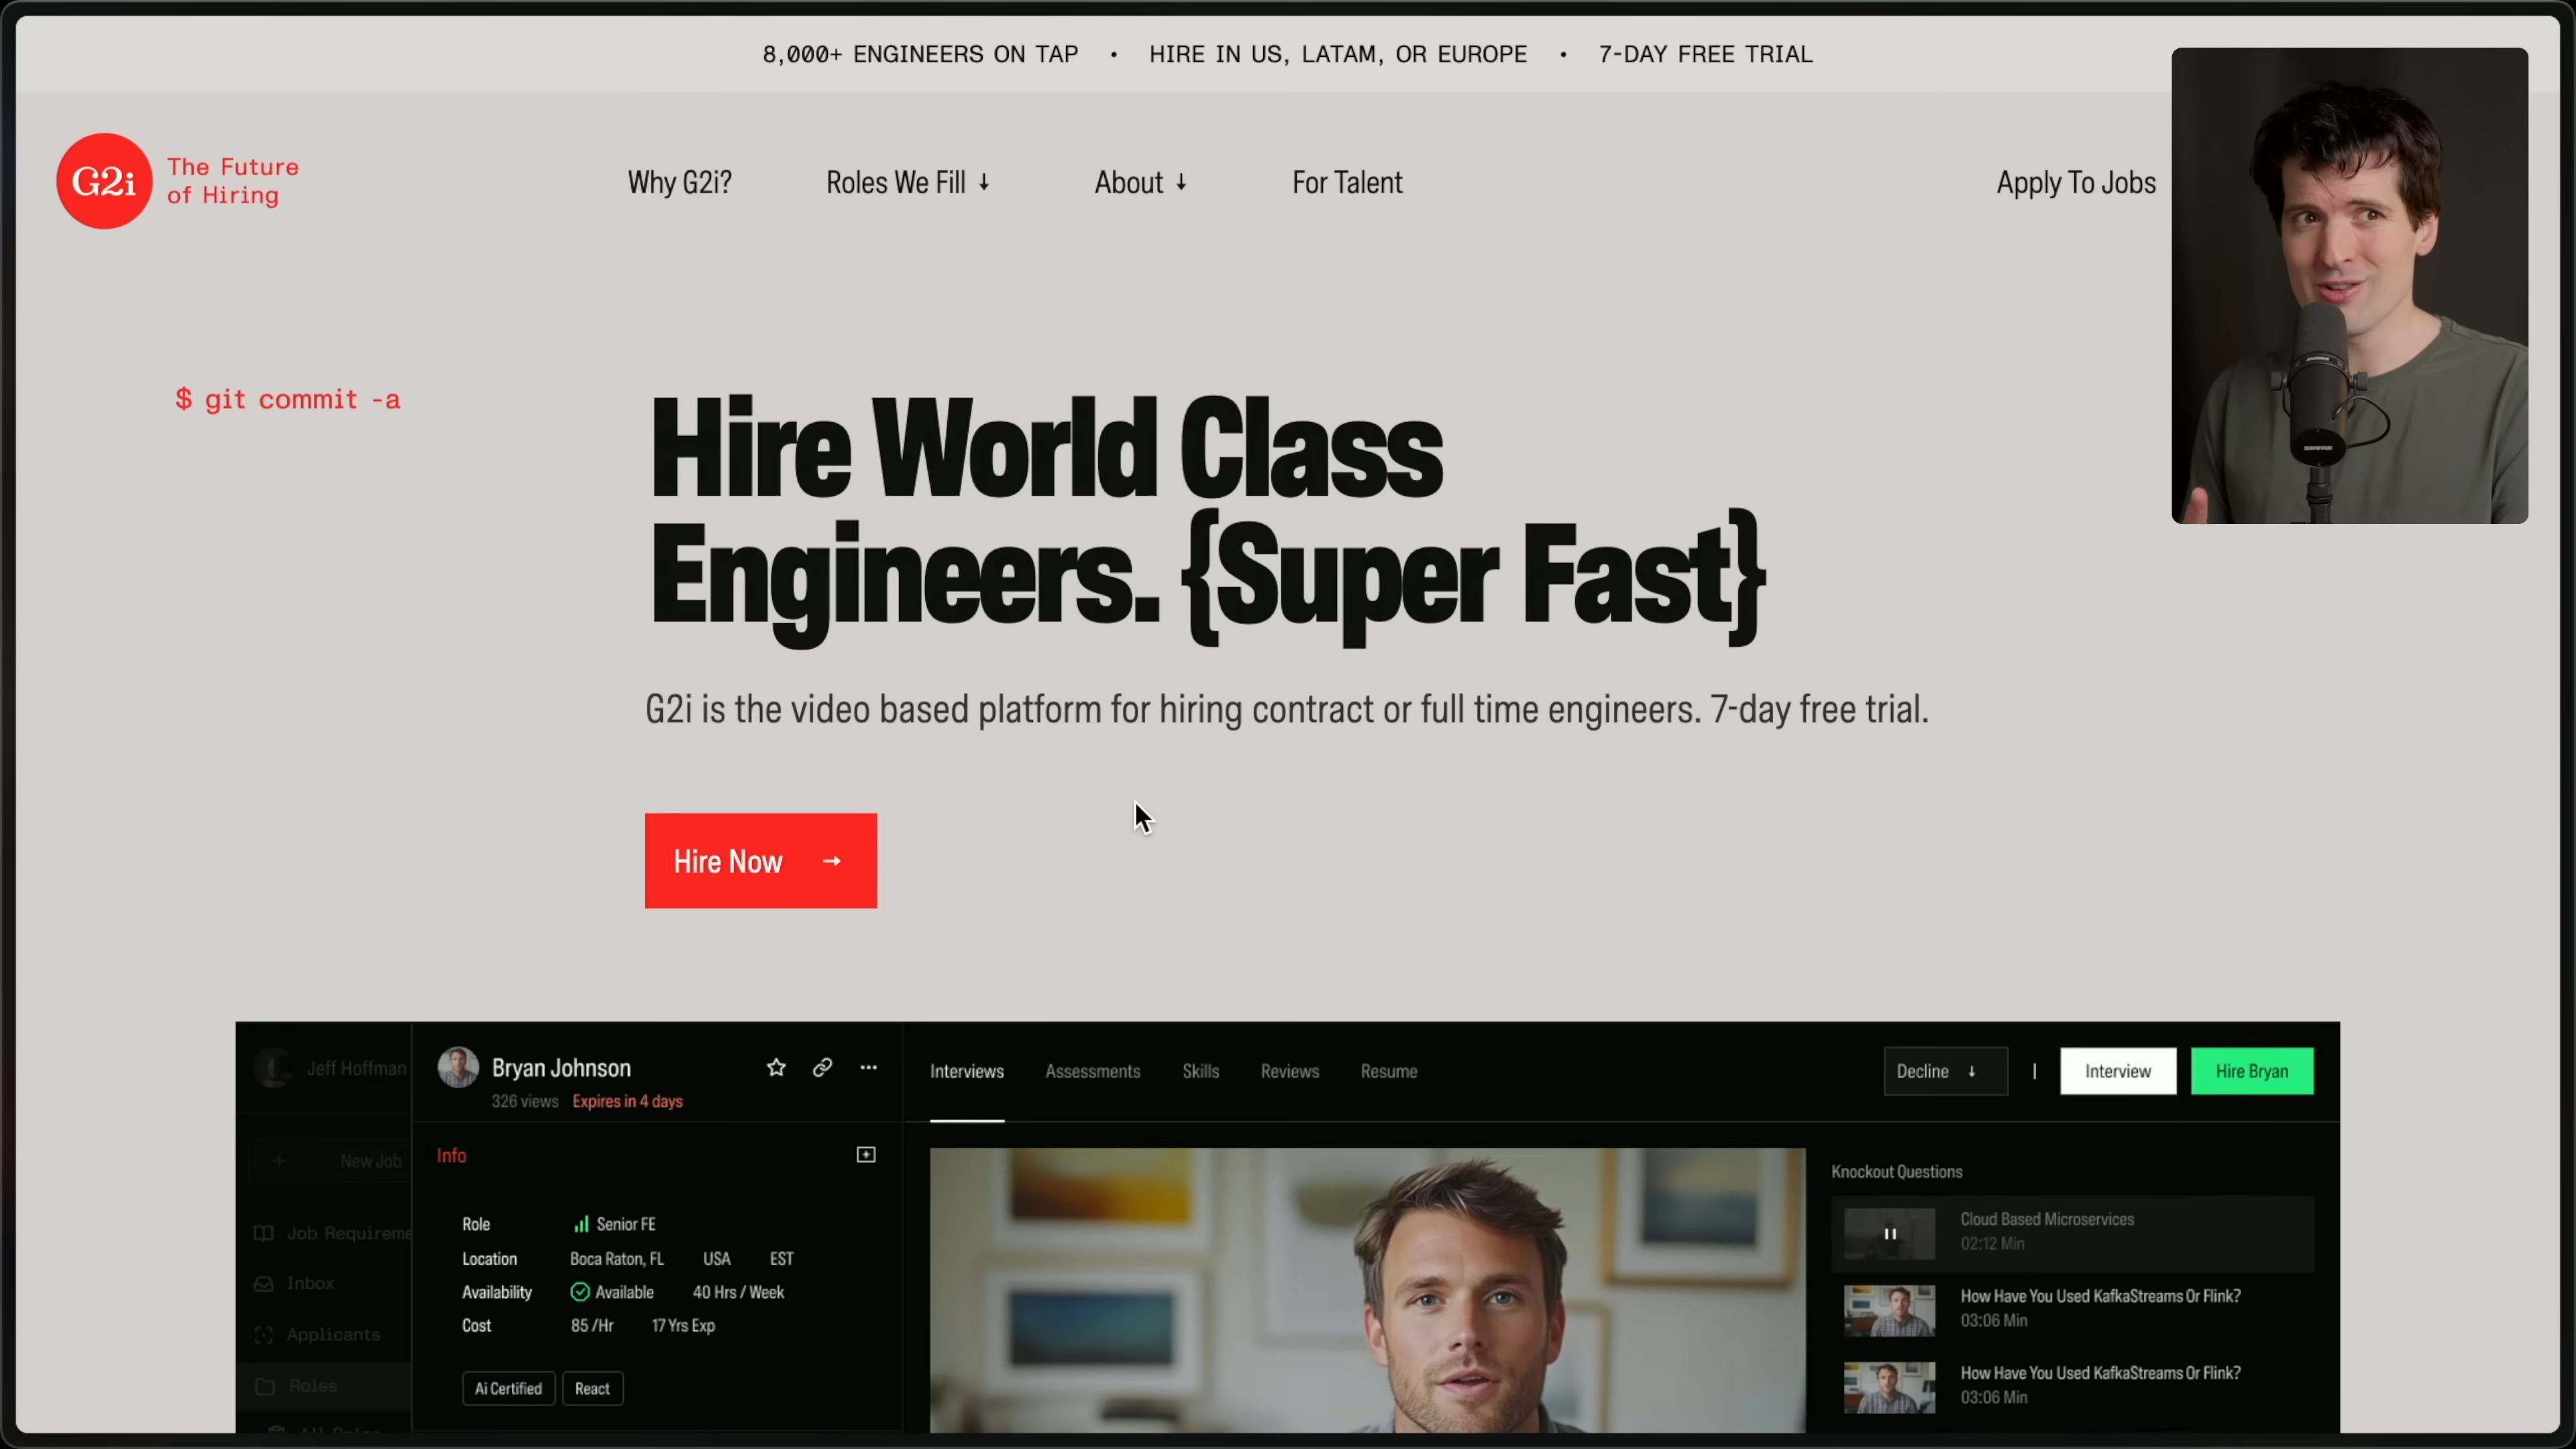 8,000+ ENGINEERS ON TAP • HIRE IN US, LATAM, OR EUROPE • 7-DAY FREE TRIAL
G2i
The Future
of Hiring
Why G2i?
Roles We Fill ↓
About ↓
For Talent
Apply To Jobs
$ git commit -a
Hire World Class
Engineers. {Super Fast}
G2i is the video based platform for hiring contract or full time engineers. 7-day free trial.
Hire Now →
Jeff Hoffman
+ New Job
Job Requireme
Inbox
Applicants
Roles
Bryan Johnson
326 views Expires in 4 days
Info
Role Senior FE
Location Boca Raton, FL USA EST
Availability Available 40 Hrs / Week
Cost 85 /Hr 17 Yrs Exp
Ai Certified React
Interviews Assessments Skills Reviews Resume
Decline ↓ | Interview Hire Bryan
Knockout Questions
Cloud Based Microservices
02:12 Min
How Have You Used KafkaStreams Or Flink?
03:06 Min
How Have You Used KafkaStreams Or Flink?
03:06 Min